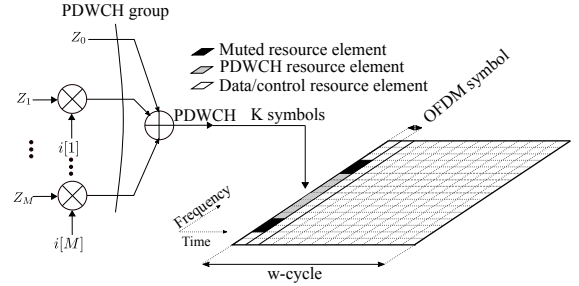 PDWCH group
Z₀
Z₁
i[1]
Z_M
i[M]
PDWCH
K symbols
Muted resource element
PDWCH resource element
Data/control resource element
OFDM symbol
Frequency
Time
w-cycle